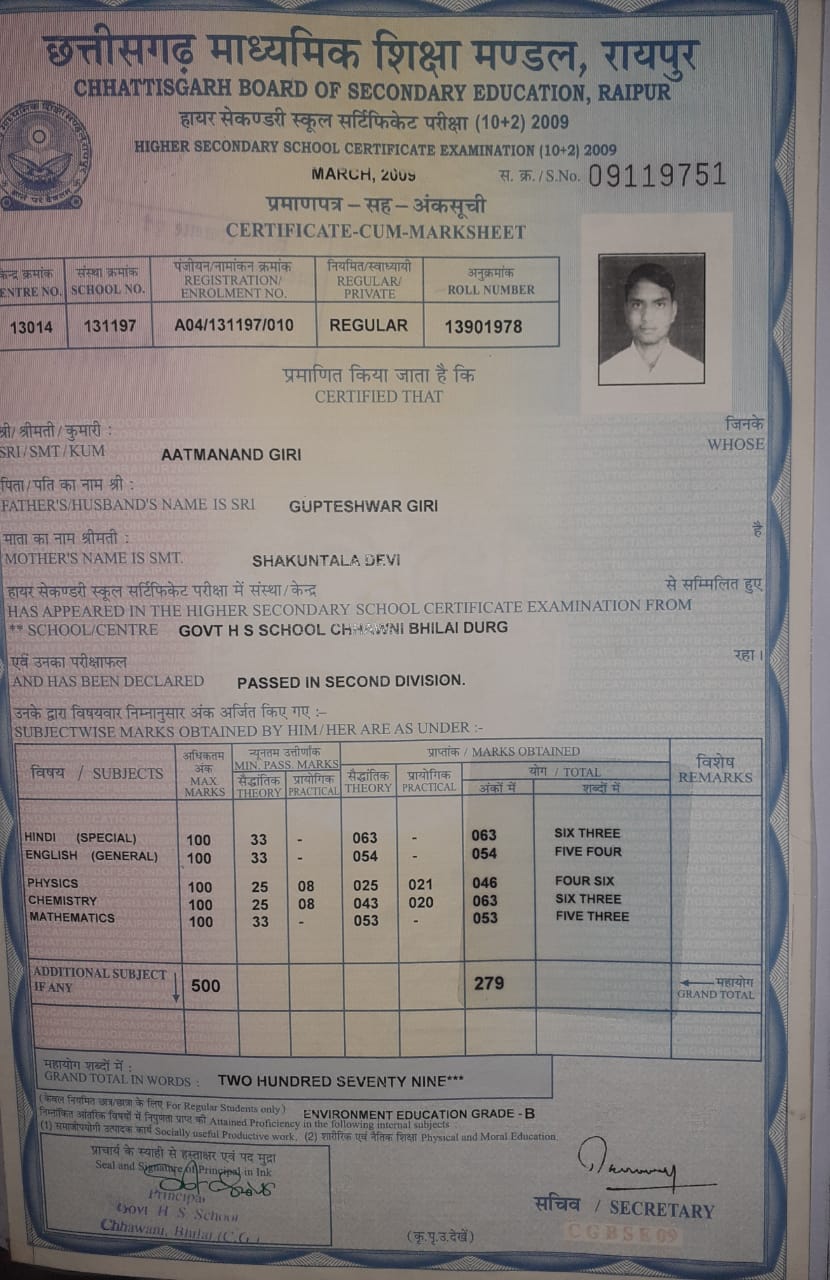 छत्तीसगढ़ माध्यमिक शिक्षा मण्डल, रायपुर
CHHATTISGARH BOARD OF SECONDARY EDUCATION, RAIPUR
हायर सेकण्डरी स्कूल सर्टिफिकेट परीक्षा (10+2) 2009
HIGHER SECONDARY SCHOOL CERTIFICATE EXAMINATION (10+2) 2009
MARCH, 2009 स. क्र. / S.No. 09119751
प्रमाणपत्र – सह – अंकसूची
CERTIFICATE-CUM-MARKSHEET
केन्द्र क्रमांक संस्था क्रमांक पंजीयन/नामांकन क्रमांक नियमित/स्वाध्यायी अनुक्रमांक
ENTRE NO. SCHOOL NO. REGISTRATION/ ENROLMENT NO. REGULAR/ PRIVATE ROLL NUMBER
13014 131197 A04/131197/010 REGULAR 13901978
प्रमाणित किया जाता है कि
CERTIFIED THAT
श्री/ श्रीमती / कुमारी : जिनके
SRI/SMT/KUM AATMANAND GIRI WHOSE
पिता/पति का नाम श्री :
FATHER'S/HUSBAND'S NAME IS SRI GUPTESHWAR GIRI
माता का नाम श्रीमती : है
MOTHER'S NAME IS SMT. SHAKUNTALA DEVI
हायर सेकण्डरी स्कूल सर्टिफिकेट परीक्षा में संस्था/केन्द्र से सम्मिलित हुए
HAS APPEARED IN THE HIGHER SECONDARY SCHOOL CERTIFICATE EXAMINATION FROM
** SCHOOL/CENTRE GOVT H S SCHOOL CHHAWNI BHILAI DURG
एवं उनका परीक्षाफल रहा।
AND HAS BEEN DECLARED PASSED IN SECOND DIVISION.
उनके द्वारा विषयवार निम्नानुसार अंक अर्जित किए गए :–
SUBJECTWISE MARKS OBTAINED BY HIM/HER ARE AS UNDER :-
विषय / SUBJECTS अधिकतम अंक MAX MARKS न्यूनतम उत्तीर्णांक MIN. PASS. MARKS प्राप्तांक / MARKS OBTAINED विशेष REMARKS
सैद्धांतिक THEORY प्रायोगिक PRACTICAL सैद्धांतिक THEORY प्रायोगिक PRACTICAL योग / TOTAL
अंकों में शब्दों में
HINDI (SPECIAL) 100 33 - 063 - 063 SIX THREE
ENGLISH (GENERAL) 100 33 - 054 - 054 FIVE FOUR
PHYSICS 100 25 08 025 021 046 FOUR SIX
CHEMISTRY 100 25 08 043 020 063 SIX THREE
MATHEMATICS 100 33 - 053 - 053 FIVE THREE
ADDITIONAL SUBJECT IF ANY 500 279 महायोग GRAND TOTAL
महायोग शब्दों में :
GRAND TOTAL IN WORDS : TWO HUNDRED SEVENTY NINE***
(केवल नियमित छात्र/छात्रा के लिए For Regular Students only) ENVIRONMENT EDUCATION GRADE - B
निम्नांकित आंतरिक विषयों में निपुणता प्राप्त की Attained Proficiency in the following internal subjects
(1) समाजोपयोगी उत्पादक कार्य Socially useful Productive work, (2) शारीरिक एवं नैतिक शिक्षा Physical and Moral Education.
प्राचार्य के स्याही से हस्ताक्षर एवं पद मुद्रा
Seal and Signature of Principal in Ink
Principal
Govt H S School
Chhawani, Bhilai (C.G.)
सचिव / SECRETARY
(कृ.पृ.उ.देखें)
CGBSE09